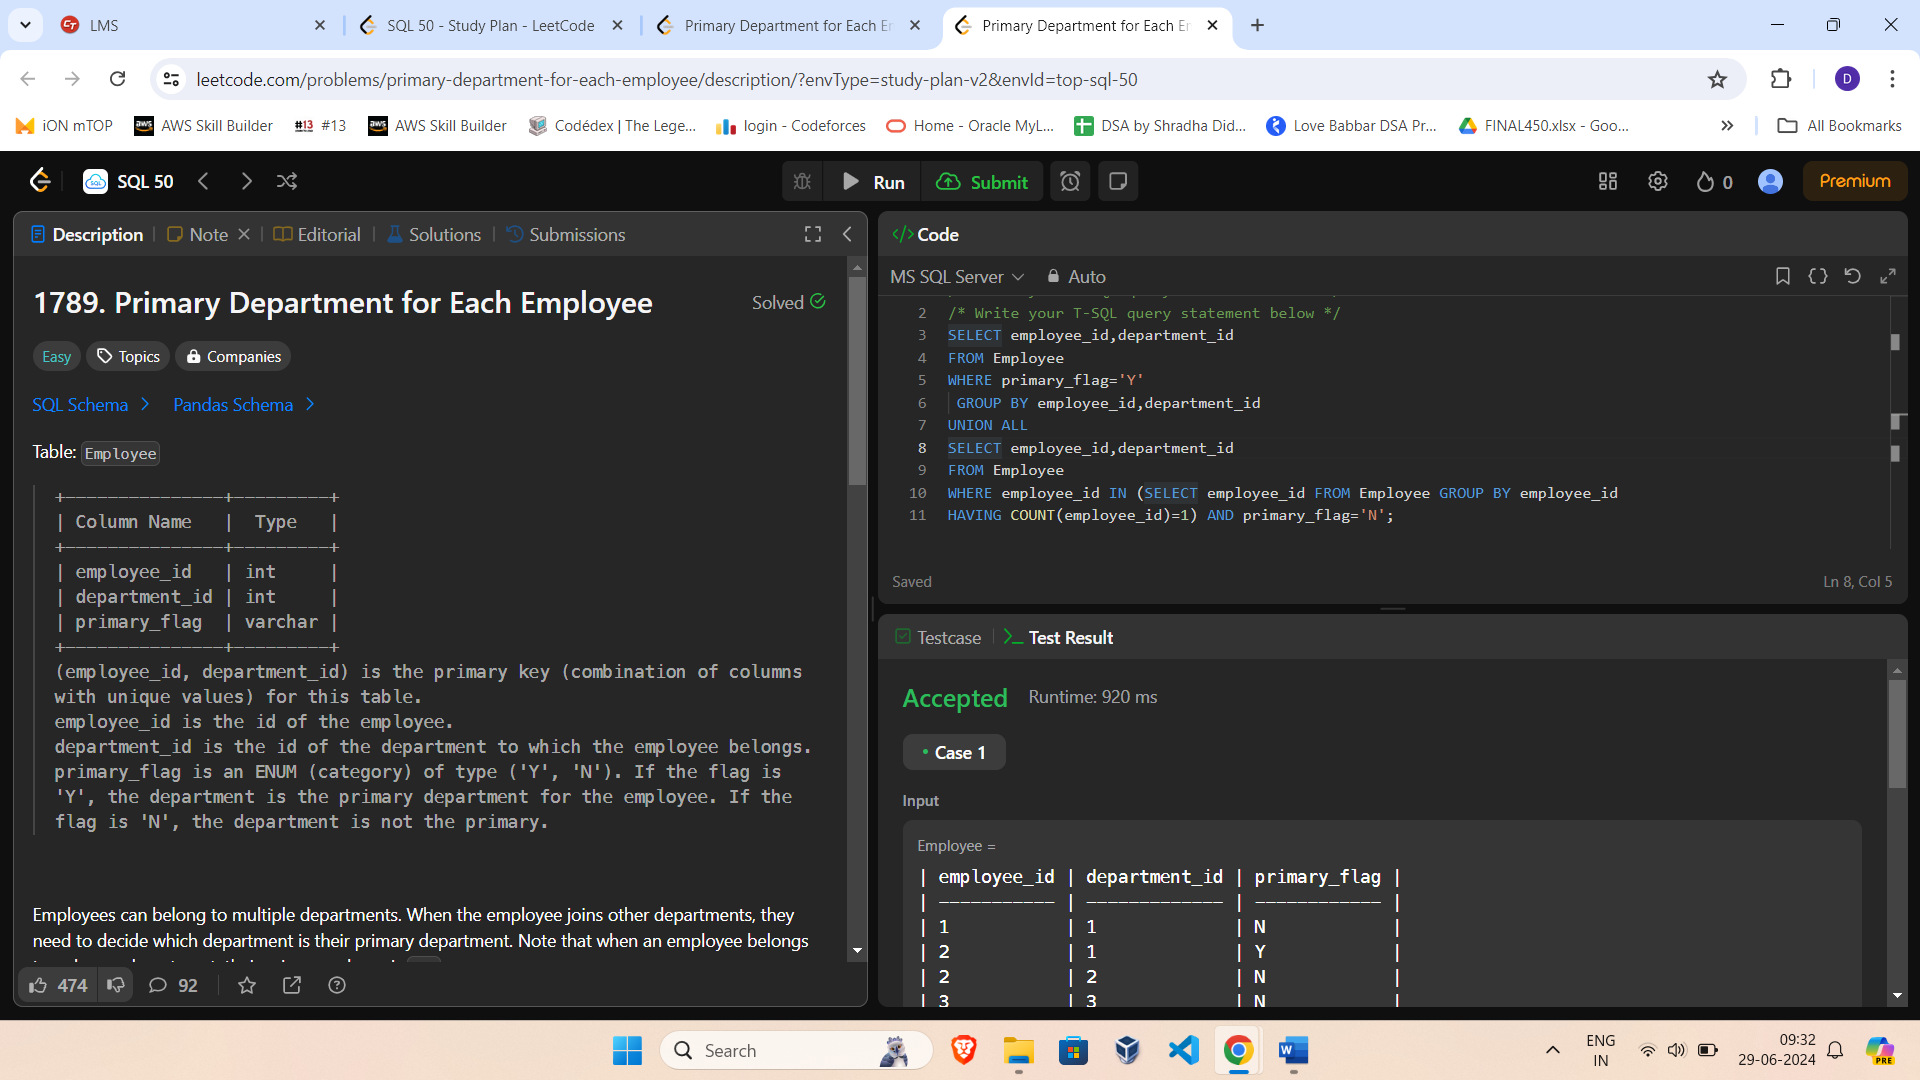 LMS
SQL 50 - Study Plan - LeetCode
Primary Department for Each Er
Primary Department for Each Er
leetcode.com/problems/primary-department-for-each-employee/description/?envType=study-plan-v2&envId=top-sql-50
D
iON mTOP
AWS Skill Builder
#13 #13
AWS Skill Builder
Codédex | The Lege...
login - Codeforces
Home - Oracle MyL...
DSA by Shradha Did...
Love Babbar DSA Pr...
FINAL450.xlsx - Goo...
All Bookmarks
SQL 50
Run
Submit
0
Premium
Description
Note
Editorial
Solutions
Submissions
1789. Primary Department for Each Employee
Solved
Easy
Topics
Companies
SQL Schema
Pandas Schema
Table: Employee
+---------------+---------+
| Column Name   |  Type   |
+---------------+---------+
| employee_id   | int     |
| department_id | int     |
| primary_flag  | varchar |
+---------------+---------+
(employee_id, department_id) is the primary key (combination of columns
with unique values) for this table.
employee_id is the id of the employee.
department_id is the id of the department to which the employee belongs.
primary_flag is an ENUM (category) of type ('Y', 'N'). If the flag is
'Y', the department is the primary department for the employee. If the
flag is 'N', the department is not the primary.
Employees can belong to multiple departments. When the employee joins other departments, they
need to decide which department is their primary department. Note that when an employee belongs
474
92
</> Code
MS SQL Server
Auto
2 /* Write your T-SQL query statement below */
3 SELECT employee_id,department_id
4 FROM Employee
5 WHERE primary_flag='Y'
6 GROUP BY employee_id,department_id
7 UNION ALL
8 SELECT employee_id,department_id
9 FROM Employee
10 WHERE employee_id IN (SELECT employee_id FROM Employee GROUP BY employee_id
11 HAVING COUNT(employee_id)=1) AND primary_flag='N';
Saved
Ln 8, Col 5
Testcase
Test Result
Accepted
Runtime: 920 ms
Case 1
Input
Employee =
| employee_id | department_id | primary_flag |
| ----------- | ------------- | ------------ |
| 1           | 1             | N            |
| 2           | 1             | Y            |
| 2           | 2             | N            |
| 3           | 3             | N            |
Search
ENG
IN
09:32
29-06-2024
PRE